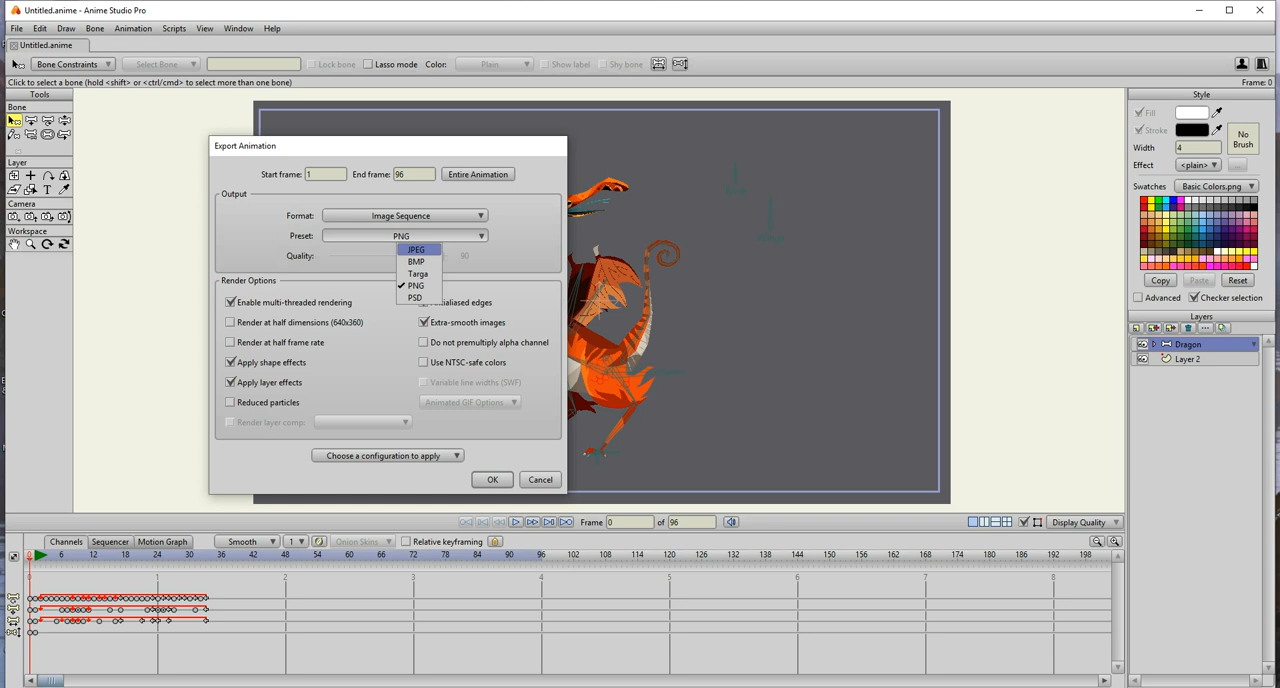 Untitled.anime - Anime Studio Pro
File Edit Draw Bone Animation Scripts View Window Help
Untitled.anime
Bone Constraints Select Bone Lock bone Lasso mode Color: Plain Show label Shy bone
Click to select a bone (hold <shift> or <ctrl/cmd> to select more than one bone) Frame: 0
Tools
Bone
Layer
Camera
Workspace
Export Animation
Start frame: 1 End frame: 96 Entire Animation
Output
Format: Image Sequence
Preset: PNG
JPEG
BMP
Targa
PNG
PSD
Quality: 90
Render Options
Enable multi-threaded rendering
Render at half dimensions (640x360)
Render at half frame rate
Apply shape effects
Apply layer effects
Reduced particles
Render layer comp:
edges
Extra-smooth images
Do not premultiply alpha channel
Use NTSC-safe colors
Variable line widths (SWF)
Animated GIF Options
Choose a configuration to apply
OK Cancel
Style
Fill
Stroke
No Brush
Width 4
Effect <plain> ...
Swatches Basic Colors.png
Copy Paste Reset
Advanced Checker selection
Layers
Dragon
Layer 2
Frame 0 of 96 Display Quality
Channels Sequencer Motion Graph Smooth 1 Onion Skins Relative keyframing
0 6 12 18 24 30 36 42 48 54 60 66 72 78 84 90 96 102 108 114 120 126 132 138 144 150 156 162 168 174 180 186 192 198
0 1 2 3 4 5 6 7 8